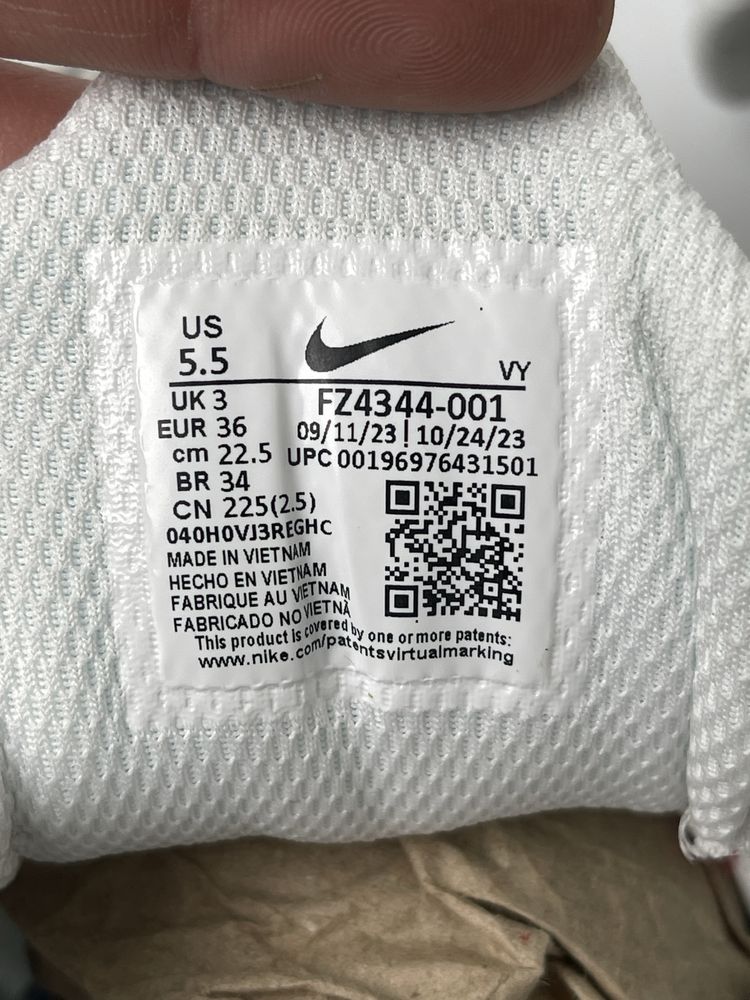 US
5.5
VY
UK 3
FZ4344-001
EUR 36
09/11/23 | 10/24/23
cm 22.5
UPC 00196976431501
BR 34
CN 225(2.5)
040H0VJ3REGHC
MADE IN VIETNAM
HECHO EN VIETNAM
FABRIQUE AU VIETNAM
FABRICADO NO VIETNÃ
This product is covered by one or more patents:
www.nike.com/patentsvirtualmarking